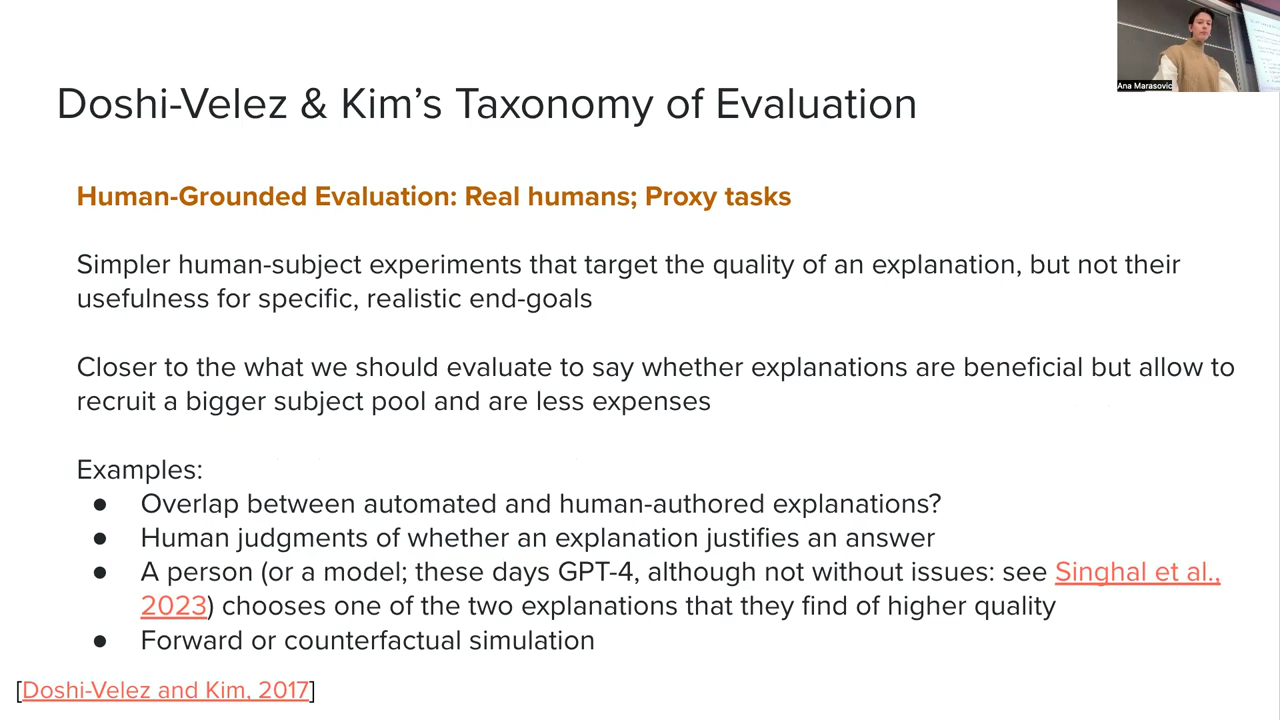 Ana Marasovic
Doshi-Velez & Kim's Taxonomy of Evaluation
Human-Grounded Evaluation: Real humans; Proxy tasks
Simpler human-subject experiments that target the quality of an explanation, but not their
usefulness for specific, realistic end-goals
Closer to the what we should evaluate to say whether explanations are beneficial but allow to
recruit a bigger subject pool and are less expenses
Examples:
● Overlap between automated and human-authored explanations?
● Human judgments of whether an explanation justifies an answer
● A person (or a model; these days GPT-4, although not without issues: see Singhal et al.,
2023) chooses one of the two explanations that they find of higher quality
● Forward or counterfactual simulation
[Doshi-Velez and Kim, 2017]